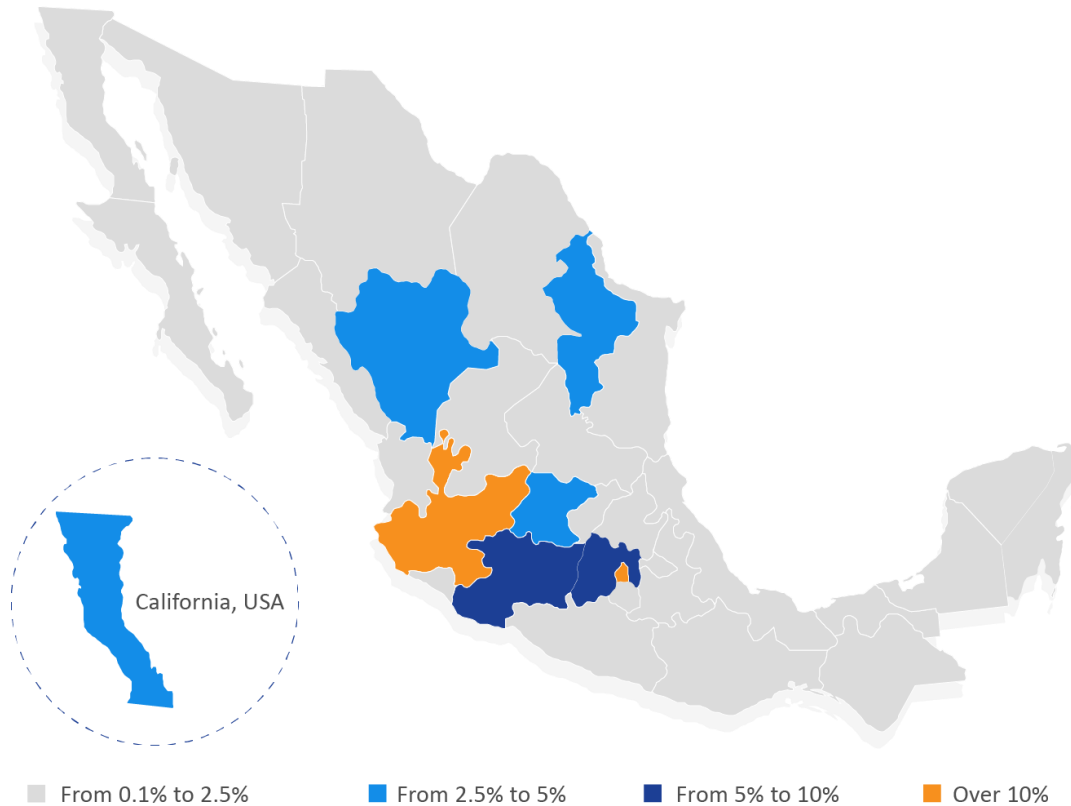 California, USA
From 0.1% to 2.5%
From 2.5% to 5%
From 5% to 10%
Over 10%